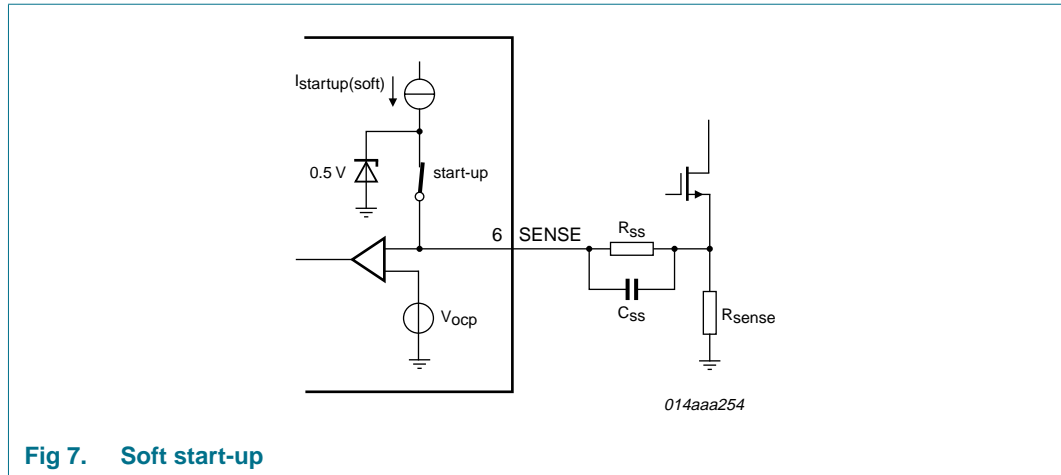 Istartup(soft)
0.5 V
start-up
6
SENSE
Rss
Css
Vocp
Rsense
014aaa254
Fig 7. Soft start-up